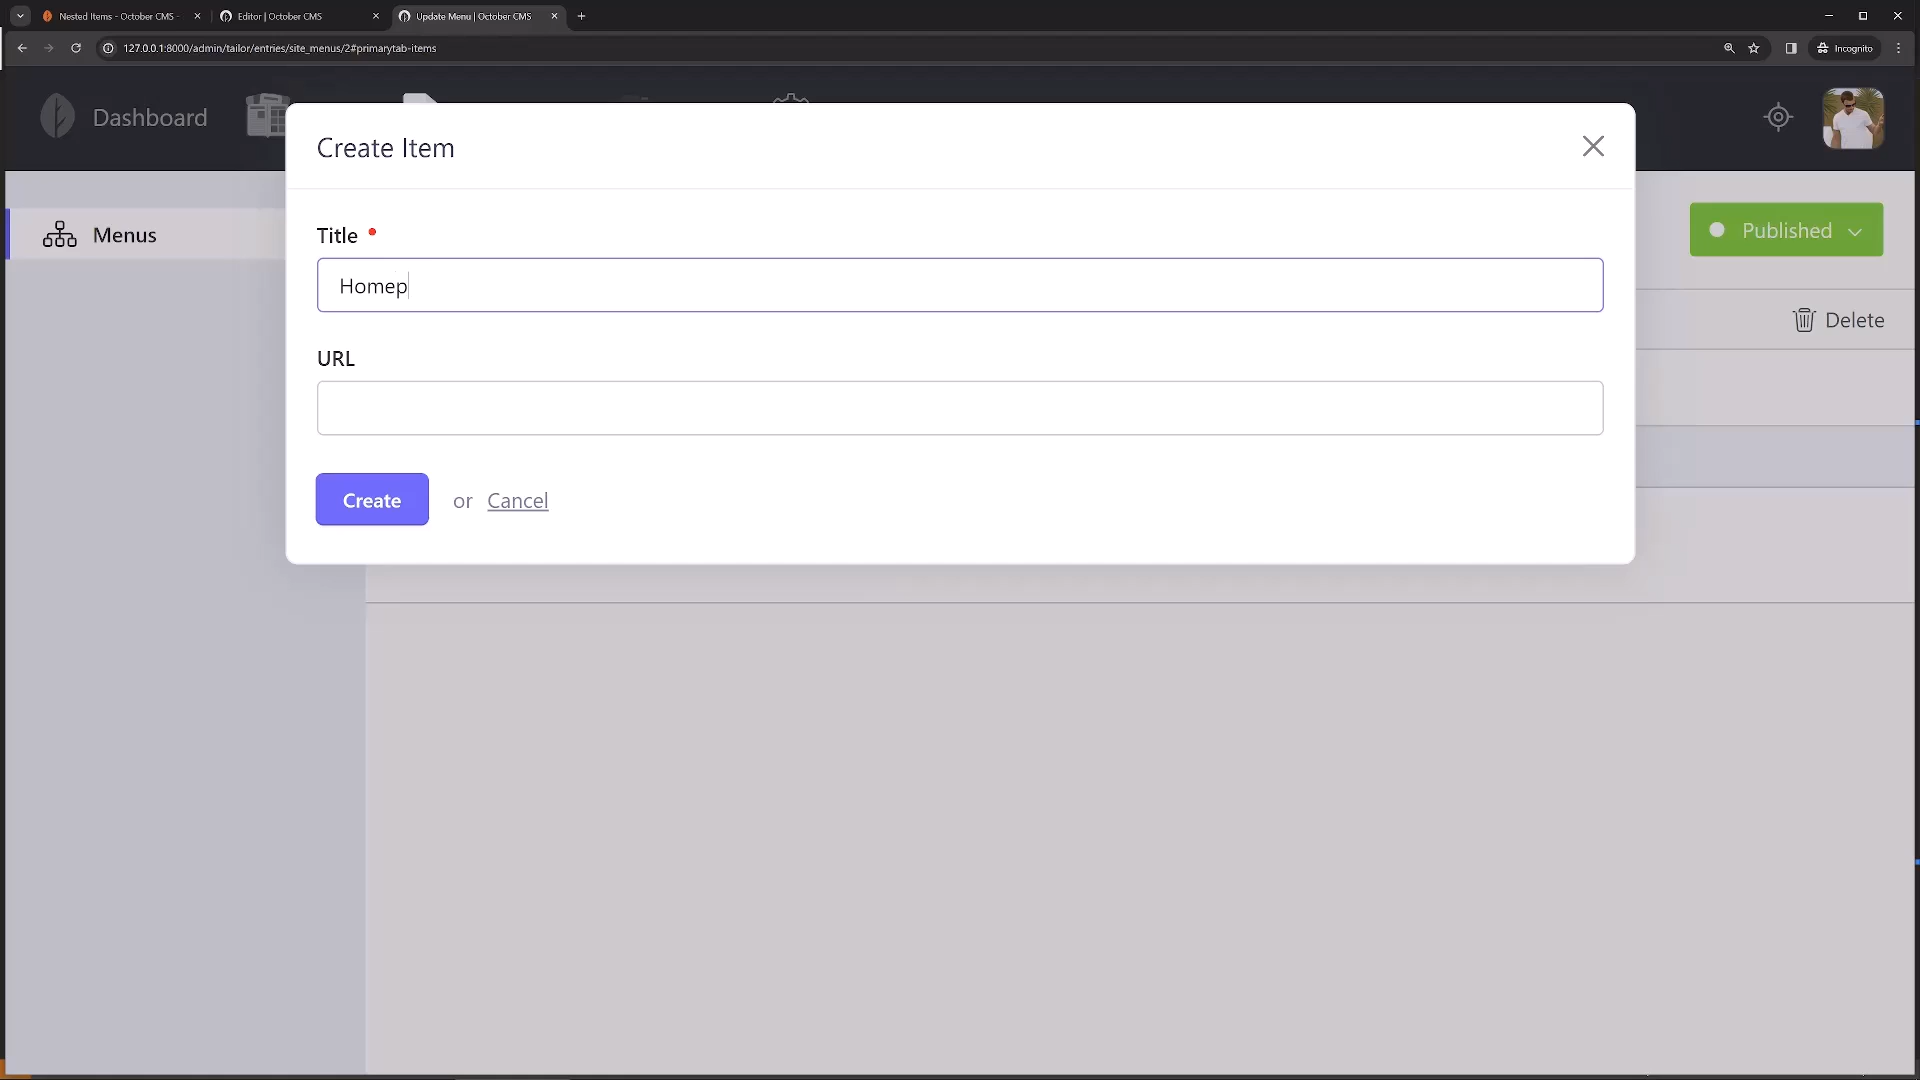 Nested Items - October CMS -
Editor | October CMS
Update Menu | October CMS
127.0.0.1:8000/admin/tailor/entries/site_menus/2#primarytab-items
Incognito
Dashboard
Create Item
Menus
Published
Title
Homep
Delete
URL
Create or Cancel